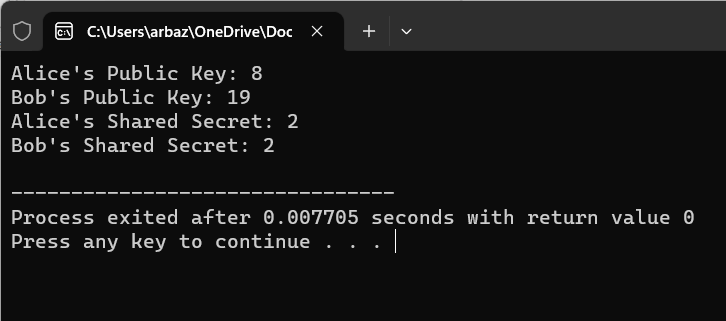 C:\Users\arbaz\OneDrive\Doc
Alice's Public Key: 8
Bob's Public Key: 19
Alice's Shared Secret: 2
Bob's Shared Secret: 2
--------------------------------
Process exited after 0.007705 seconds with return value 0
Press any key to continue . . .